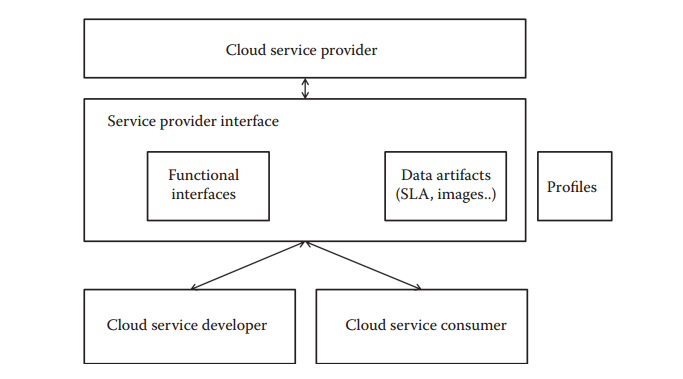 Cloud service provider
Service provider interface
Functional
interfaces
Data artifacts
(SLA, images..)
Profiles
Cloud service developer
Cloud service consumer